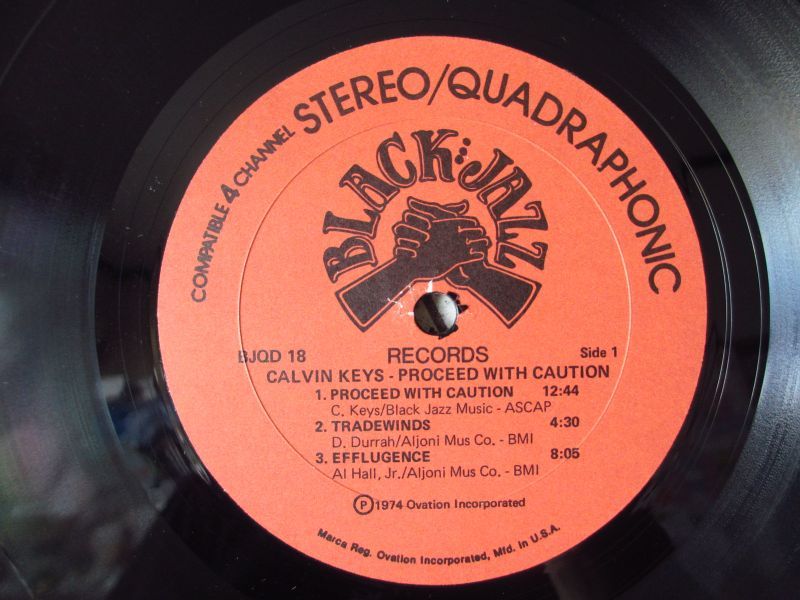 COMPATIBLE 4 CHANNEL STEREO/QUADRAPHONIC
BLACK JAZZ
BJQD 18 RECORDS Side 1
CALVIN KEYS - PROCEED WITH CAUTION
1. PROCEED WITH CAUTION 12:44
C. Keys/Black Jazz Music - ASCAP
2. TRADEWINDS 4:30
D. Durrah/Aljoni Mus Co. - BMI
3. EFFLUGENCE 8:05
Al Hall, Jr./Aljoni Mus Co. - BMI
Ⓟ1974 Ovation Incorporated
Marca Reg. Ovation Incorporated, Mfd. in U.S.A.